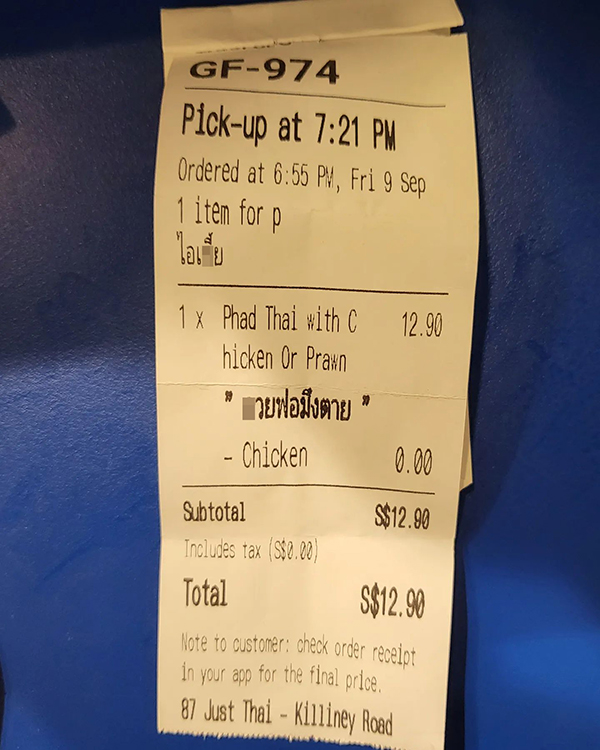 GF-974
Pick-up at 7:21 PM
Ordered at 6:55 PM, Fri 9 Sep
1 item for p
1 x Phad Thai with C 12.90
hicken Or Prawn
" วยฟอมึงตาย "
- Chicken 0.00
Subtotal S$12.90
Includes tax (S$0.00)
Total S$12.90
Note to customer: check order receipt
in your app for the final price.
87 Just Thai - Killiney Road